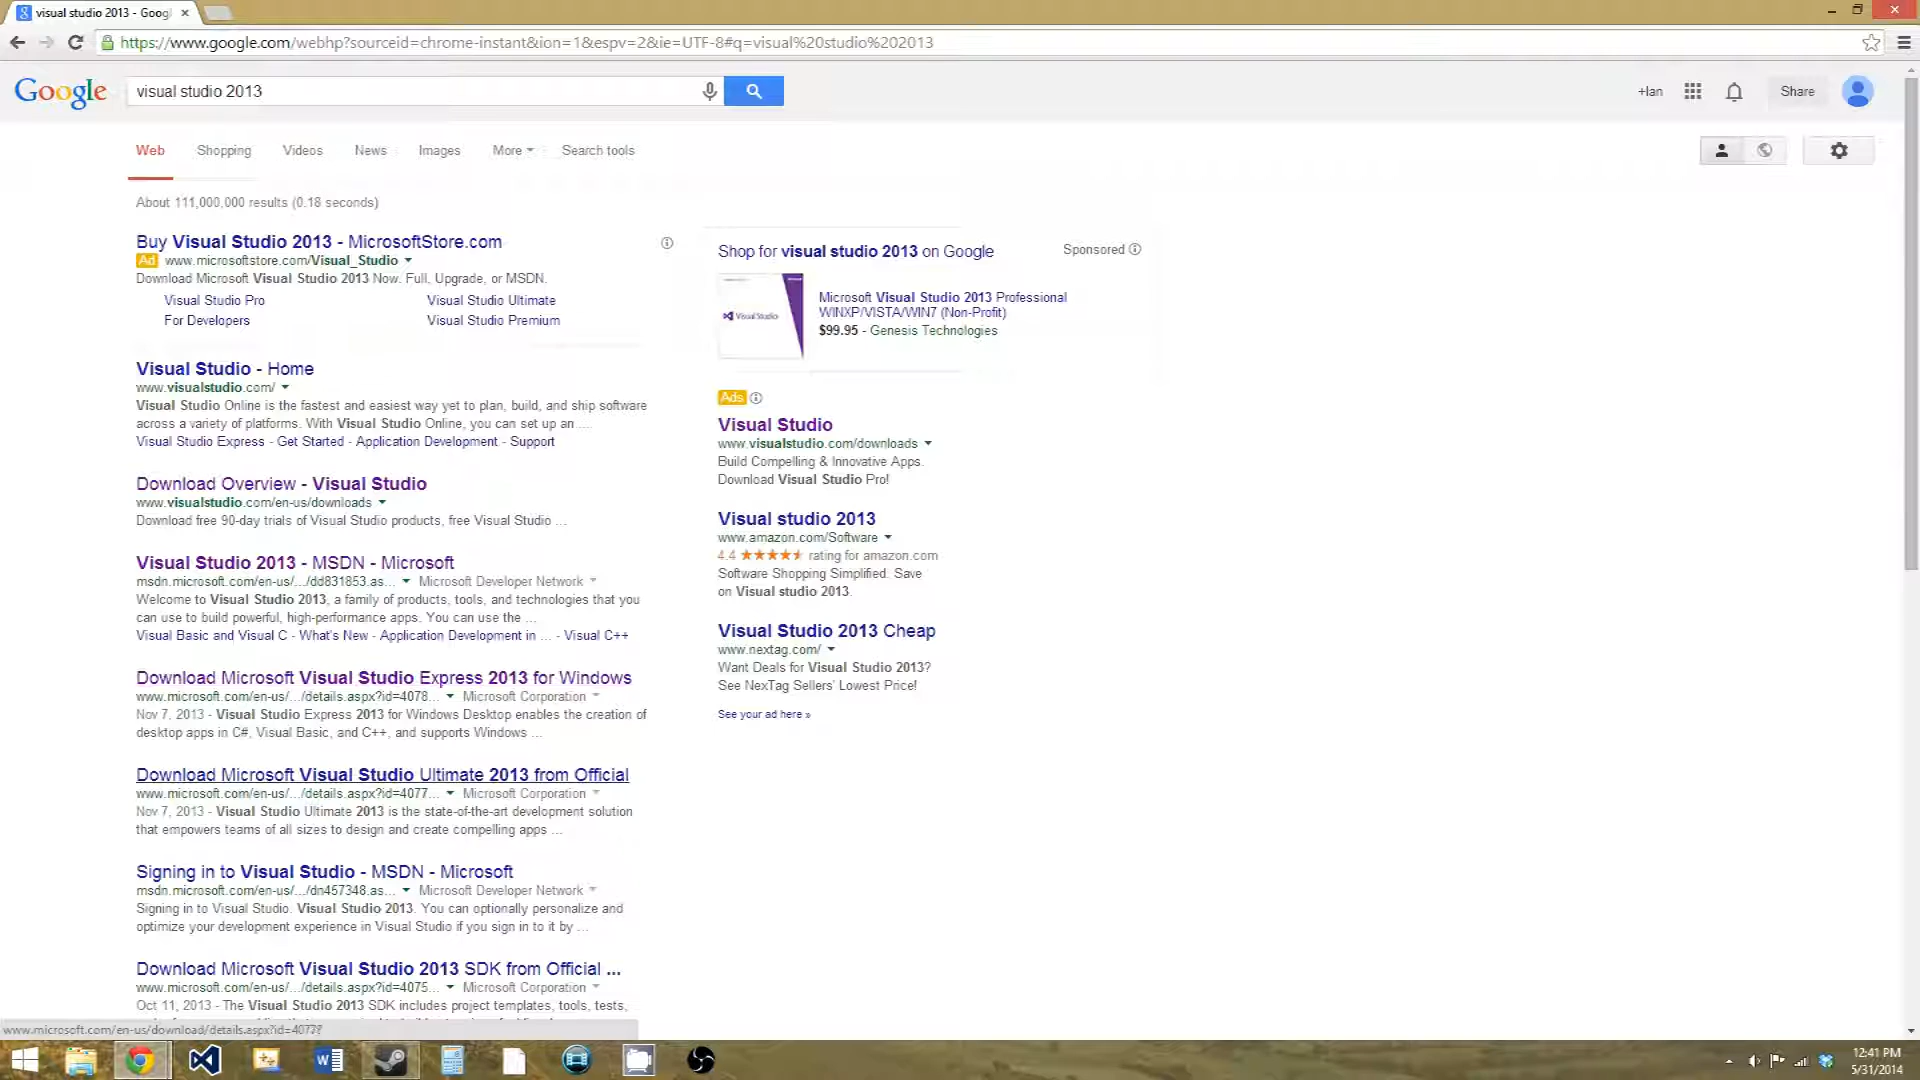 visual studio 2013 - Googl
https://www.google.com/webhp?sourceid=chrome-instant&ion=1&espv=2&ie=UTF-8#q=visual%20studio%202013
Google
visual studio 2013
+Ian
Share
Web
Shopping
Videos
News
Images
More
Search tools
About 111,000,000 results (0.18 seconds)
Buy Visual Studio 2013 - MicrosoftStore.com
Ad www.microsoftstore.com/Visual_Studio
Download Microsoft Visual Studio 2013 Now. Full, Upgrade, or MSDN.
Visual Studio Pro
Visual Studio Ultimate
For Developers
Visual Studio Premium
Visual Studio - Home
www.visualstudio.com/
Visual Studio Online is the fastest and easiest way yet to plan, build, and ship software
across a variety of platforms. With Visual Studio Online, you can set up an ...
Visual Studio Express - Get Started - Application Development - Support
Download Overview - Visual Studio
www.visualstudio.com/en-us/downloads
Download free 90-day trials of Visual Studio products, free Visual Studio ...
Visual Studio 2013 - MSDN - Microsoft
msdn.microsoft.com/en-us/.../dd831853.as... Microsoft Developer Network
Welcome to Visual Studio 2013, a family of products, tools, and technologies that you
can use to build powerful, high-performance apps. You can use the ...
Visual Basic and Visual C - What's New - Application Development in ... - Visual C++
Download Microsoft Visual Studio Express 2013 for Windows
www.microsoft.com/en-us/.../details.aspx?id=4078... Microsoft Corporation
Nov 7, 2013 - Visual Studio Express 2013 for Windows Desktop enables the creation of
desktop apps in C#, Visual Basic, and C++, and supports Windows ...
Download Microsoft Visual Studio Ultimate 2013 from Official
www.microsoft.com/en-us/.../details.aspx?id=4077... Microsoft Corporation
Nov 7, 2013 - Visual Studio Ultimate 2013 is the state-of-the-art development solution
that empowers teams of all sizes to design and create compelling apps ...
Signing in to Visual Studio - MSDN - Microsoft
msdn.microsoft.com/en-us/.../dn457348.as... Microsoft Developer Network
Signing in to Visual Studio. Visual Studio 2013. You can optionally personalize and
optimize your development experience in Visual Studio if you sign in to it by ...
Download Microsoft Visual Studio 2013 SDK from Official ...
www.microsoft.com/en-us/.../details.aspx?id=4075... Microsoft Corporation
Oct 11, 2013 - The Visual Studio 2013 SDK includes project templates, tools, tests,
www.microsoft.com/en-us/download/details.aspx?id=40777
Shop for visual studio 2013 on Google
Sponsored
Visual Studio
Microsoft Visual Studio 2013 Professional
WINXP/VISTA/WIN7 (Non-Profit)
$99.95 - Genesis Technologies
Ads
Visual Studio
www.visualstudio.com/downloads
Build Compelling & Innovative Apps.
Download Visual Studio Pro!
Visual studio 2013
www.amazon.com/Software
4.4 ★★★★★ rating for amazon.com
Software Shopping Simplified. Save
on Visual studio 2013.
Visual Studio 2013 Cheap
www.nextag.com/
Want Deals for Visual Studio 2013?
See NexTag Sellers' Lowest Price!
See your ad here »
12:41 PM
5/31/2014